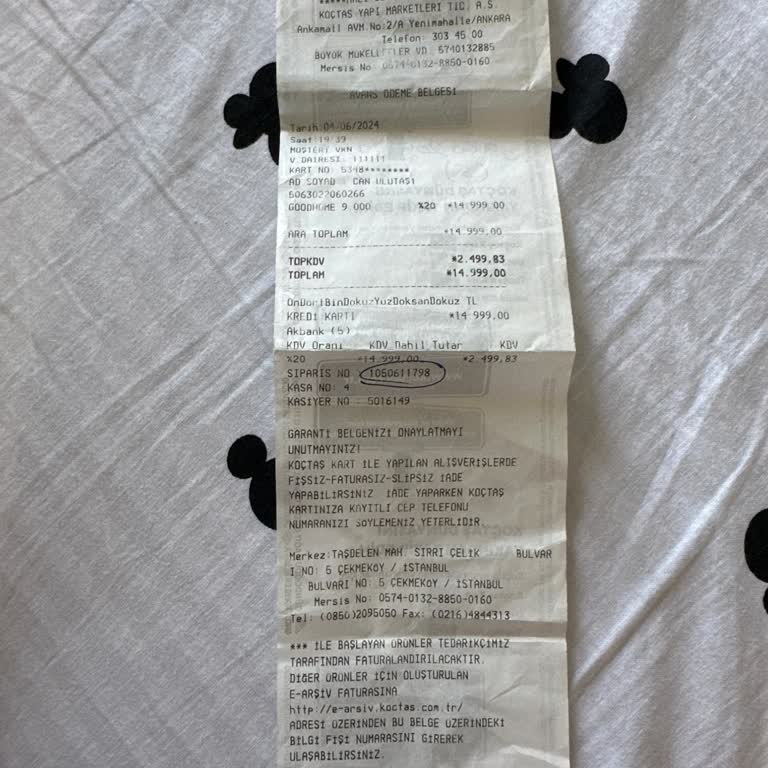 KOÇTAŞ YAPI MARKETLERİ TİC. A.S.
Ankamall AVM.No:2/A Yenimahalle/ANKARA
Telefon: 303 45 00
BÜYÜK MÜKELLEFLER VD. 5740132885
Mersis No: 0574-0132-8850-0160
AVANS ÖDEME BELGESİ
Tarih:04/06/2024
Saat:19:39
MÜŞTERİ VKN :
V.DAİRESİ: 111111
KART NO: 5348********
AD SOYAD : CAN ULUTAŞ1
5063022060266
GOODHOME 9.000 %20 *14.999,00
ARA TOPLAM *14.999,00
TOPKDV *2.499,83
TOPLAM *14.999,00
OnDörtBinDokuzYüzDoksanDokuz TL
KREDİ KARTI *14.999,00
Akbank (5)
KDV Oranı KDV Dahil Tutar KDV
%20 *14.999,00 *2.499,83
SİPARİS NO : 1050611798
KASA NO: 4
KASİYER NO : 5016149
GARANTİ BELGENİZİ ONAYLATMAYI
UNUTMAYINIZ!
KOÇTAŞ KART İLE YAPILAN ALIŞVERİŞLERDE
FİŞSİZ-FATURASIZ-SLİPSİZ İADE
YAPABİLİRSİNİZ. İADE YAPARKEN KOÇTAŞ
KARTINIZA KAYITLI CEP TELEFONU
NUMARANIZI SÖYLEMENİZ YETERLİDİR.
Merkez:TAŞDELEN MAH. SIRRI ÇELİK BULVAR
I NO: 5 ÇEKMEKÖY / İSTANBUL
BULVARI NO: 5 ÇEKMEKÖY / İSTANBUL
Mersis No: 0574-0132-8850-0160
Tel: (0850)2095050 Fax: (0216)4844313
*** İLE BAŞLAYAN ÜRÜNLER TEDARİKÇİMİZ
TARAFINDAN FATURALANDIRILACAKTIR.
DİĞER ÜRÜNLER İÇİN OLUŞTURULAN
E-ARŞİV FATURASINA
http://e-arsiv.koctas.com.tr/
ADRESİ ÜZERİNDEN BU BELGE ÜZERİNDEKİ
BİLGİ FİŞİ NUMARASINI GİREREK
ULAŞABİLİRSİNİZ.